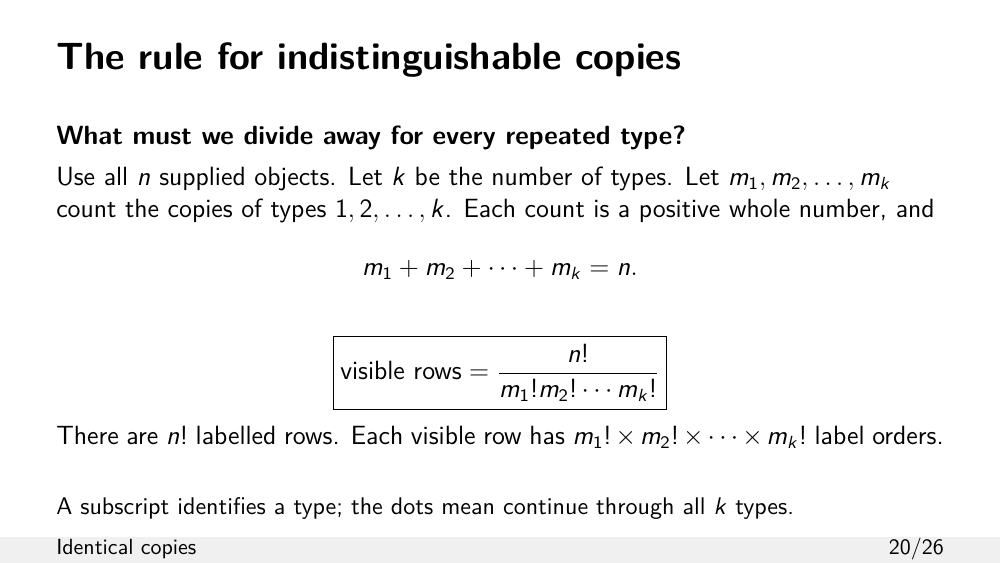 The rule for indistinguishable copies
What must we divide away for every repeated type?
Use all n supplied objects. Let k be the number of types. Let m₁, m₂, . . . , mₖ
count the copies of types 1, 2, . . . , k. Each count is a positive whole number, and
m₁ + m₂ + · · · + mₖ = n.
visible rows = n! / m₁!m₂! · · · mₖ!
There are n! labelled rows. Each visible row has m₁! × m₂! × · · · × mₖ! label orders.
A subscript identifies a type; the dots mean continue through all k types.
Identical copies 20/26